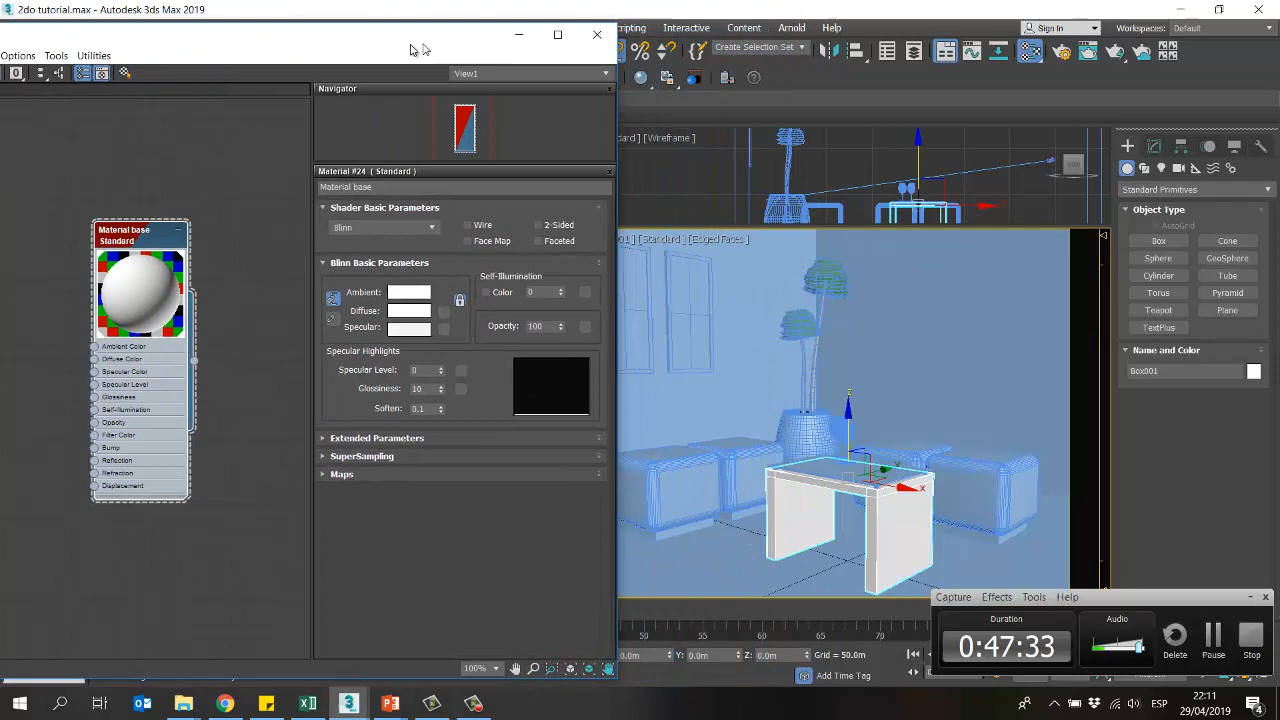 2do tutorial.max - Autodesk 3ds Max 2019
Options Tools Utilities
View1
Navigator
Material #24 ( Standard )
Material base
Shader Basic Parameters
Blinn
Wire
2-Sided
Face Map
Faceted
Blinn Basic Parameters
Ambient:
Diffuse:
Specular:
Self-Illumination
Color 0
Opacity: 100
Specular Highlights
Specular Level: 0
Glossiness: 10
Soften: 0.1
Extended Parameters
SuperSampling
Maps
Material base
Standard
Ambient Color
Diffuse Color
Specular Color
Specular Level
Glossiness
Self-Illumination
Opacity
Filter Color
Bump
Reflection
Refraction
Displacement
100%
Interactive Content Arnold Help
Sign In
Workspaces: Default
Create Selection Set
[Wireframe ]
[Standard ] [Edged Faces ]
Standard Primitives
Object Type
AutoGrid
Box Cone
Sphere GeoSphere
Cylinder Tube
Torus Pyramid
Teapot Plane
TextPlus
Name and Color
Box001
Capture Effects Tools Help
Duration
0:47:33
Audio
Delete Pause Stop
50 55 60 65 70
Y: 0.0m Z: 0.0m Grid = 50.0m
Add Time Tag
ESP
22:11
29/04/2019
4